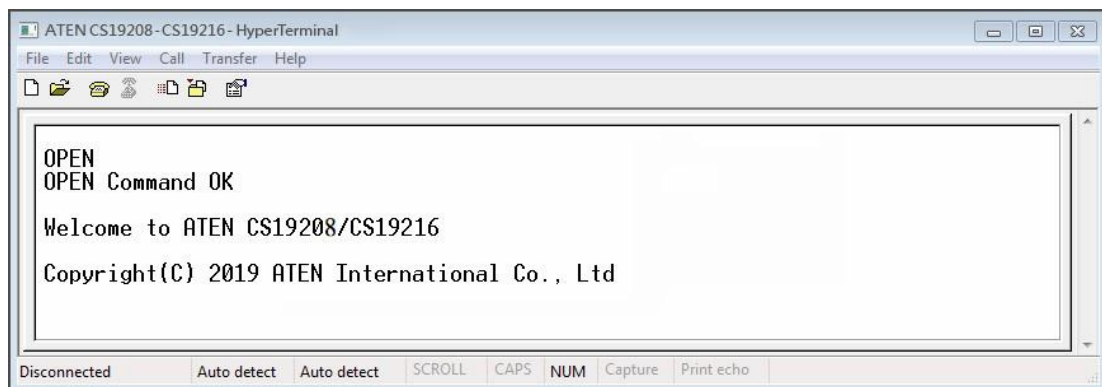 ATEN CS19208-CS19216- HyperTerminal
File Edit View Call Transfer Help
OPEN
OPEN Command OK
Welcome to ATEN CS19208/CS19216
Copyright(C) 2019 ATEN International Co., Ltd
Disconnected Auto detect Auto detect SCROLL CAPS NUM Capture Print echo